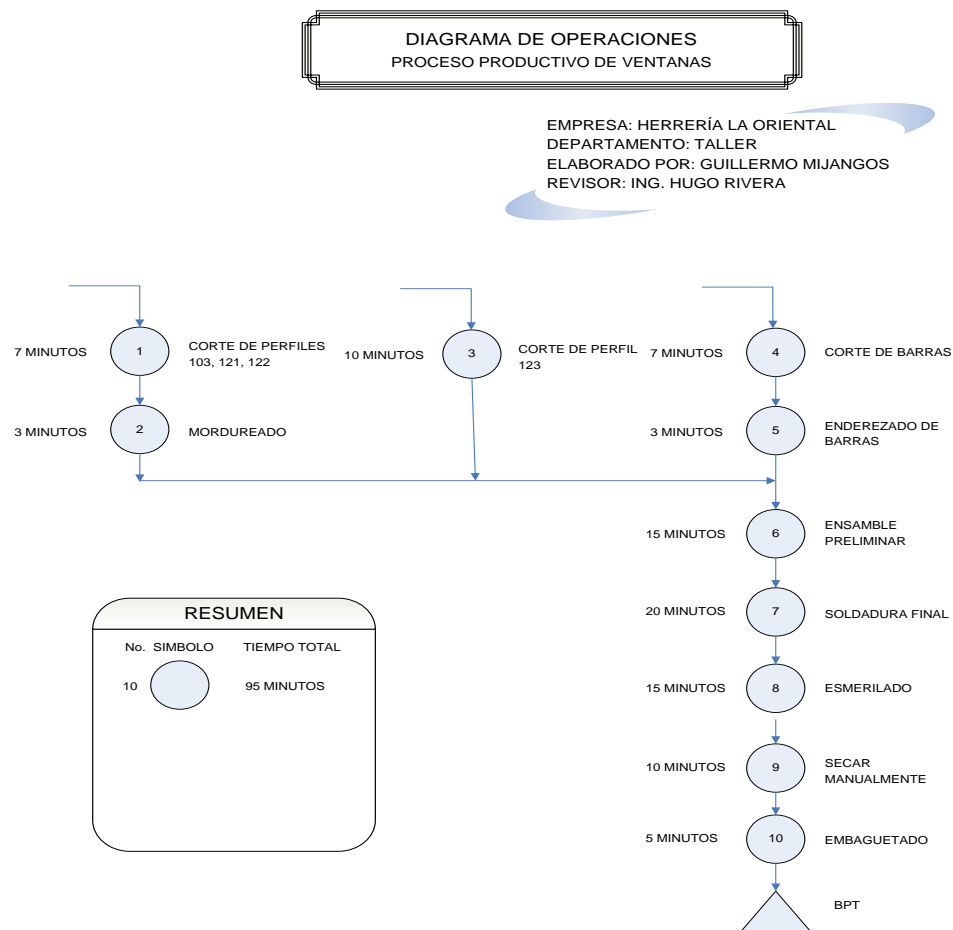 DIAGRAMA DE OPERACIONES
PROCESO PRODUCTIVO DE VENTANAS
EMPRESA: HERRERÍA LA ORIENTAL
DEPARTAMENTO: TALLER
ELABORADO POR: GUILLERMO MIJANGOS
REVISOR: ING. HUGO RIVERA
7 MINUTOS
1
CORTE DE PERFILES
103, 121, 122
3 MINUTOS
2
MORDUREADO
10 MINUTOS
3
CORTE DE PERFIL
123
7 MINUTOS
4
CORTE DE BARRAS
3 MINUTOS
5
ENDEREZADO DE
BARRAS
15 MINUTOS
6
ENSAMBLE
PRELIMINAR
20 MINUTOS
7
SOLDADURA FINAL
15 MINUTOS
8
ESMERILADO
10 MINUTOS
9
SECAR
MANUALMENTE
5 MINUTOS
10
EMBAGUETADO
BPT
RESUMEN
No. SIMBOLO TIEMPO TOTAL
10 95 MINUTOS